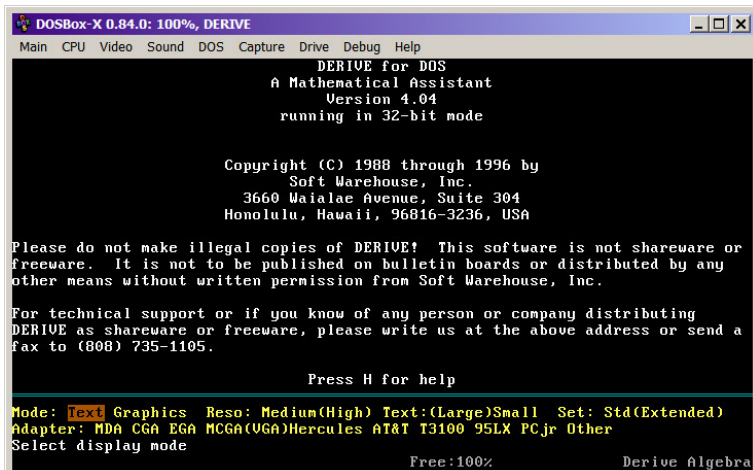 DOSBox-X 0.84.0: 100%, DERIVE
Main CPU Video Sound DOS Capture Drive Debug Help
DERIVE for DOS
A Mathematical Assistant
Version 4.04
running in 32-bit mode
Copyright (C) 1988 through 1996 by
Soft Warehouse, Inc.
3660 Waialae Avenue, Suite 304
Honolulu, Hawaii, 96816-3236, USA
Please do not make illegal copies of DERIVE!  This software is not shareware or
freeware.  It is not to be published on bulletin boards or distributed by any
other means without written permission from Soft Warehouse, Inc.
For technical support or if you know of any person or company distributing
DERIVE as shareware or freeware, please write us at the above address or send a
fax to (808) 735-1105.
Press H for help
Mode: Text Graphics  Reso: Medium(High) Text:(Large)Small  Set: Std(Extended)
Adapter: MDA CGA EGA MCGA(VGA)Hercules AT&T T3100 95LX PCjr Other
Select display mode
Free:100% Derive Algebra